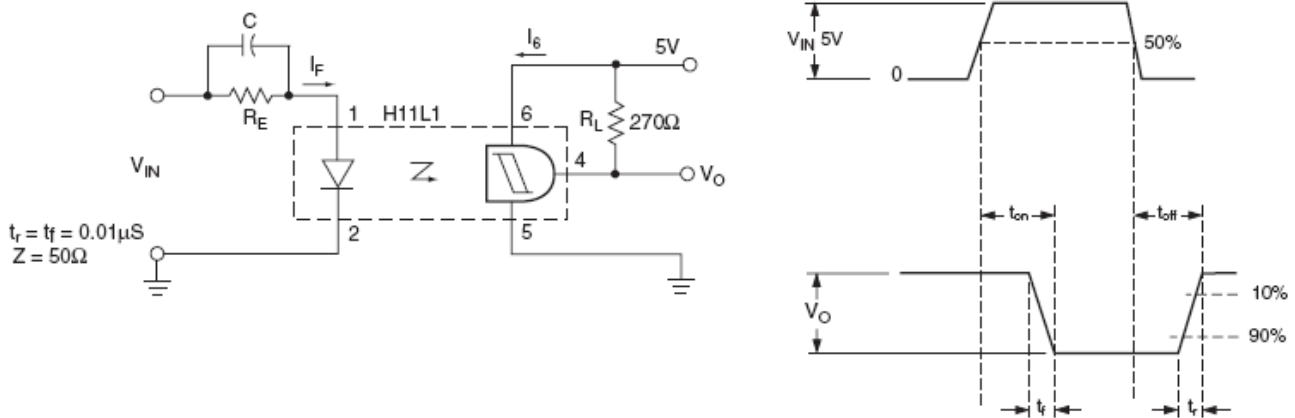 C
I_F
R_E
V_IN
t_r = t_f = 0.01µS
Z = 50Ω
1
H11L1
2
I_6
5V
6
R_L 270Ω
4
V_O
5
V_IN 5V
0
50%
t_on
t_off
V_O
10%
90%
t_f
t_r